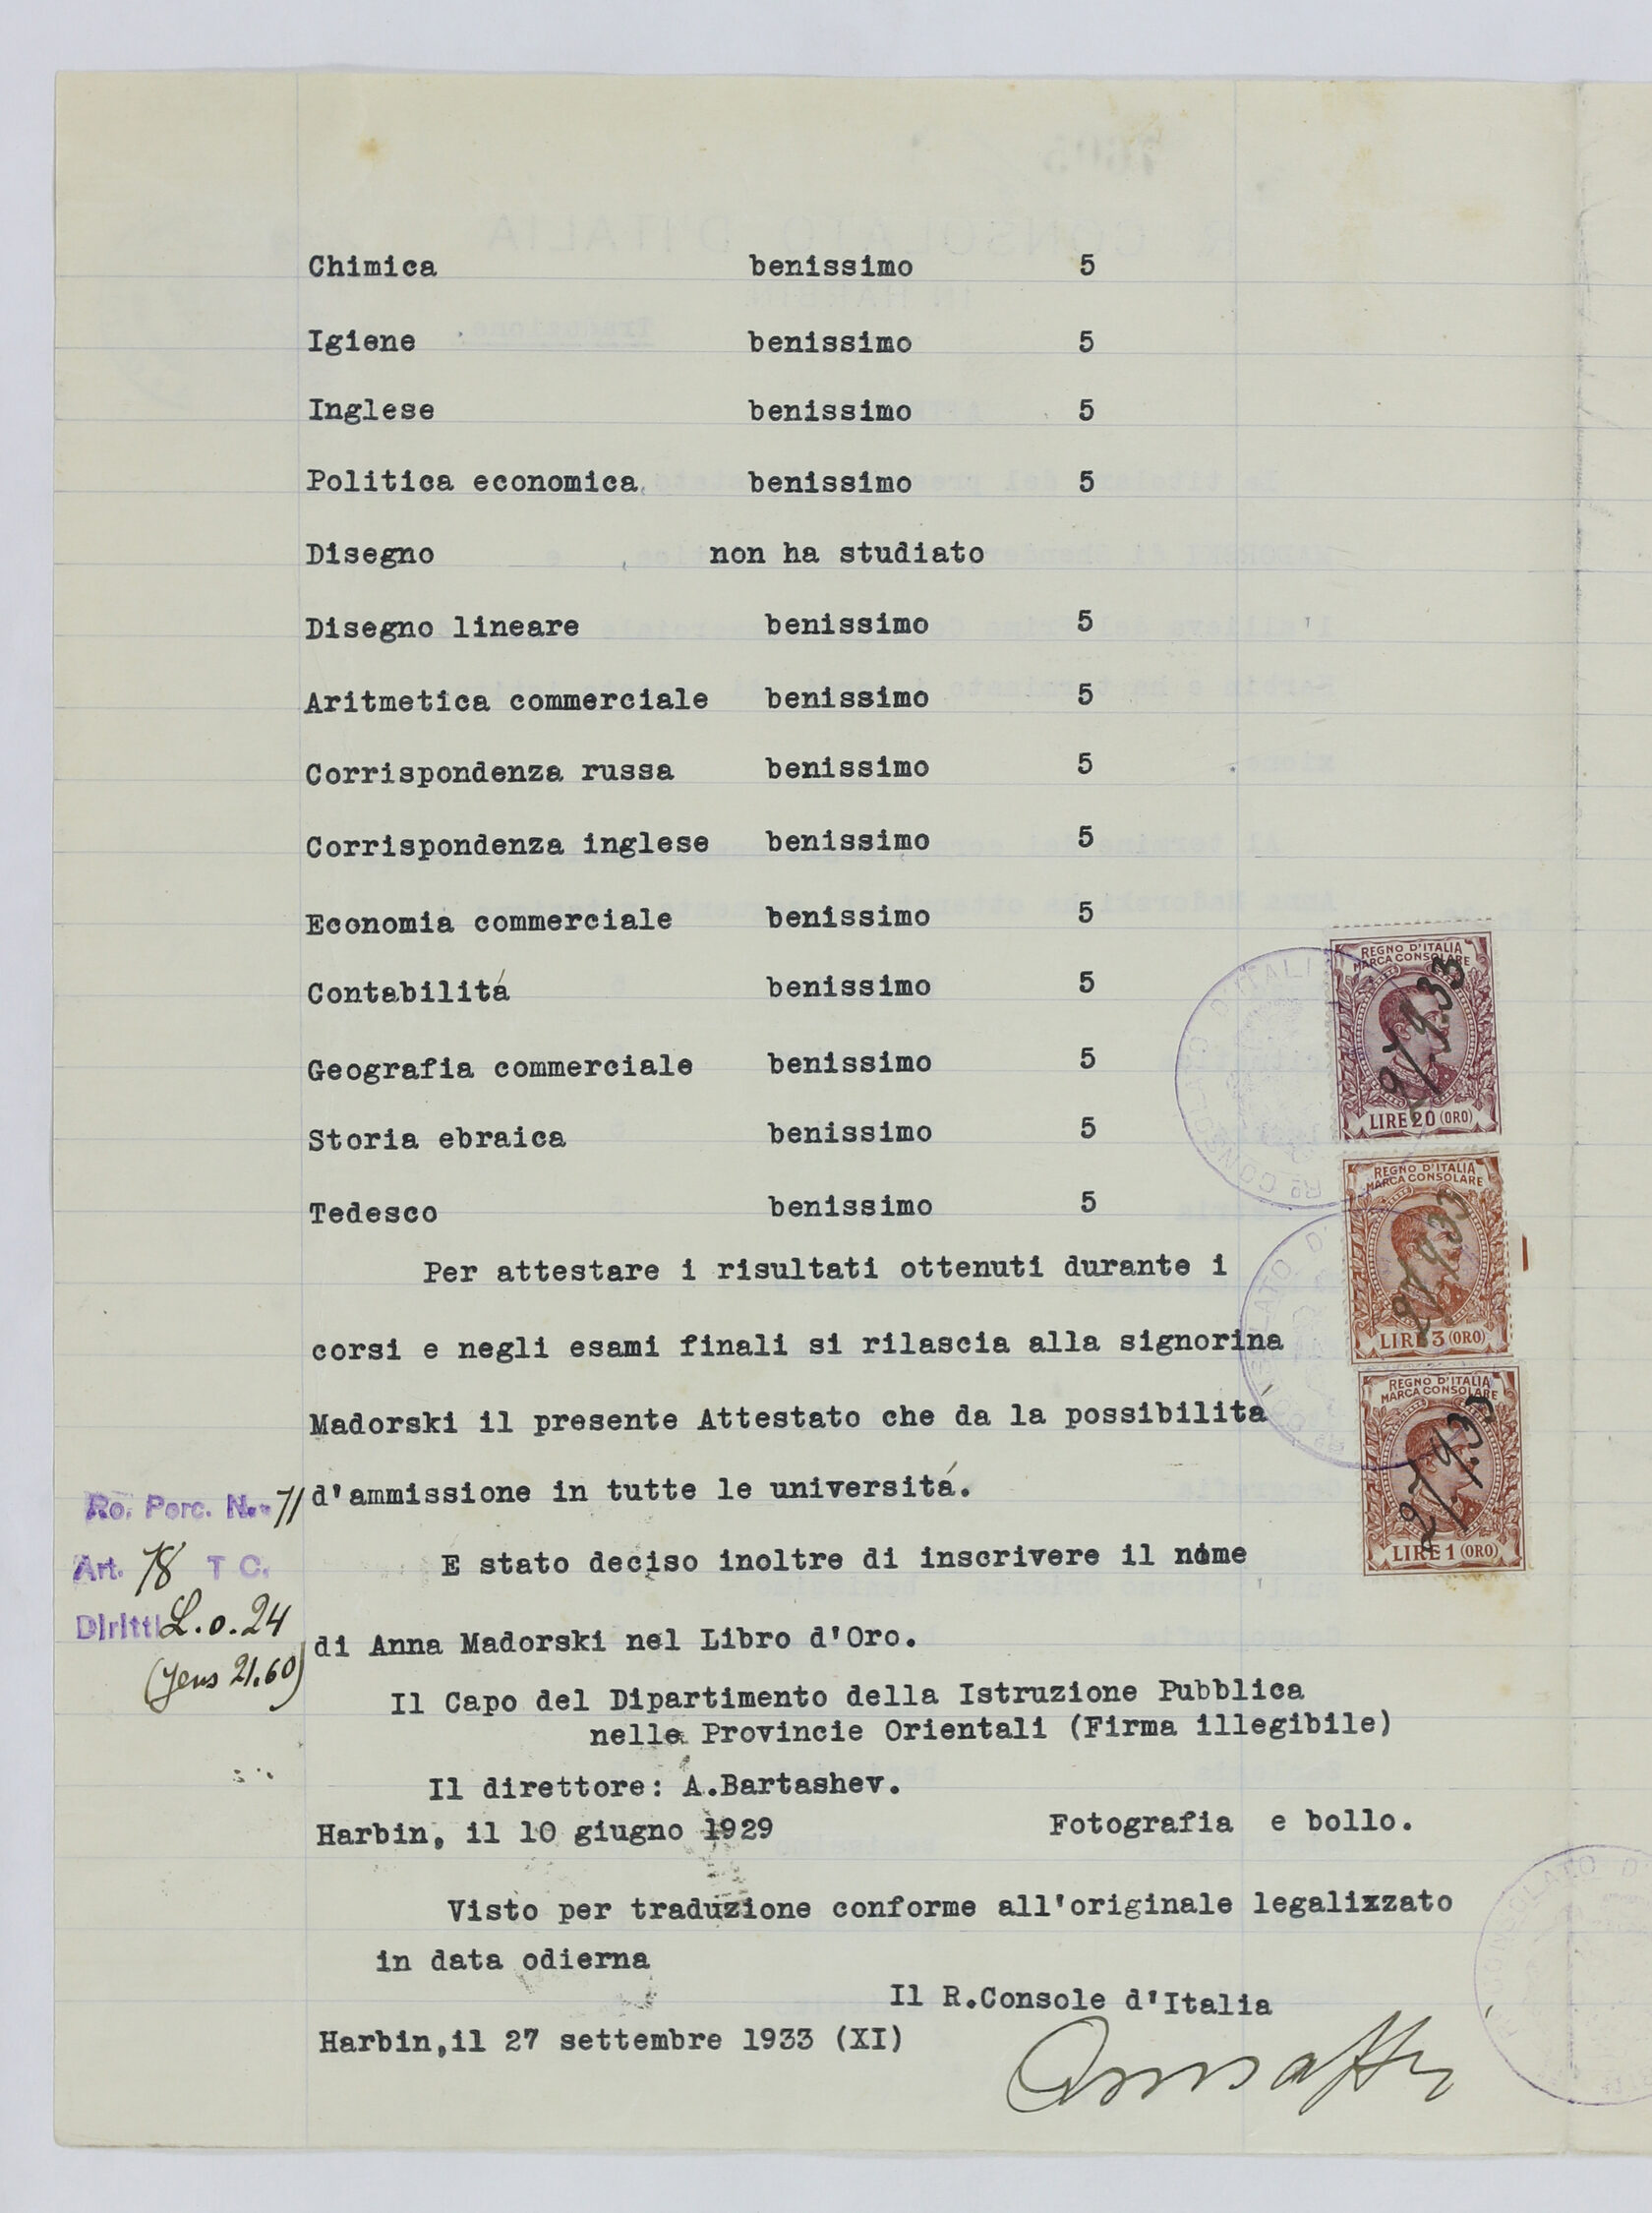 Chimica benissimo 5
Igiene benissimo 5
Inglese benissimo 5
Politica economica benissimo 5
Disegno non ha studiato
Disegno lineare benissimo 5
Aritmetica commerciale benissimo 5
Corrispondenza russa benissimo 5
Corrispondenza inglese benissimo 5
Economia commerciale benissimo 5
Contabilitá benissimo 5
Geografia commerciale benissimo 5
Storia ebraica benissimo 5
Tedesco benissimo 5
Per attestare i risultati ottenuti durante i
corsi e negli esami finali si rilascia alla signorina
Madorski il presente Attestato che da la possibilitá
d'ammissione in tutte le universitá.
E stato deciso inoltre di inscrivere il nome
di Anna Madorski nel Libro d'Oro.
Il Capo del Dipartimento della Istruzione Pubblica
nelle Provincie Orientali (Firma illegibile)
Il direttore: A.Bartashev.
Harbin, il 10 giugno 1929 Fotografia e bollo.
Visto per traduzione conforme all'originale legalizzato
in data odierna
Il R.Console d'Italia
Harbin,il 27 settembre 1933 (XI)
Ro. Perc. N. 71
Art. 78 T C.
Diritti L.o.24
(Jens 21.60)
REGNO D'ITALIA
MARCA CONSOLARE
27.9.33
LIRE 20 (ORO)
REGNO D'ITALIA
MARCA CONSOLARE
27.9.33
LIRE 3 (ORO)
REGNO D'ITALIA
MARCA CONSOLARE
27.9.33
LIRE 1 (ORO)
Rº CONSOLATO D'ITALI